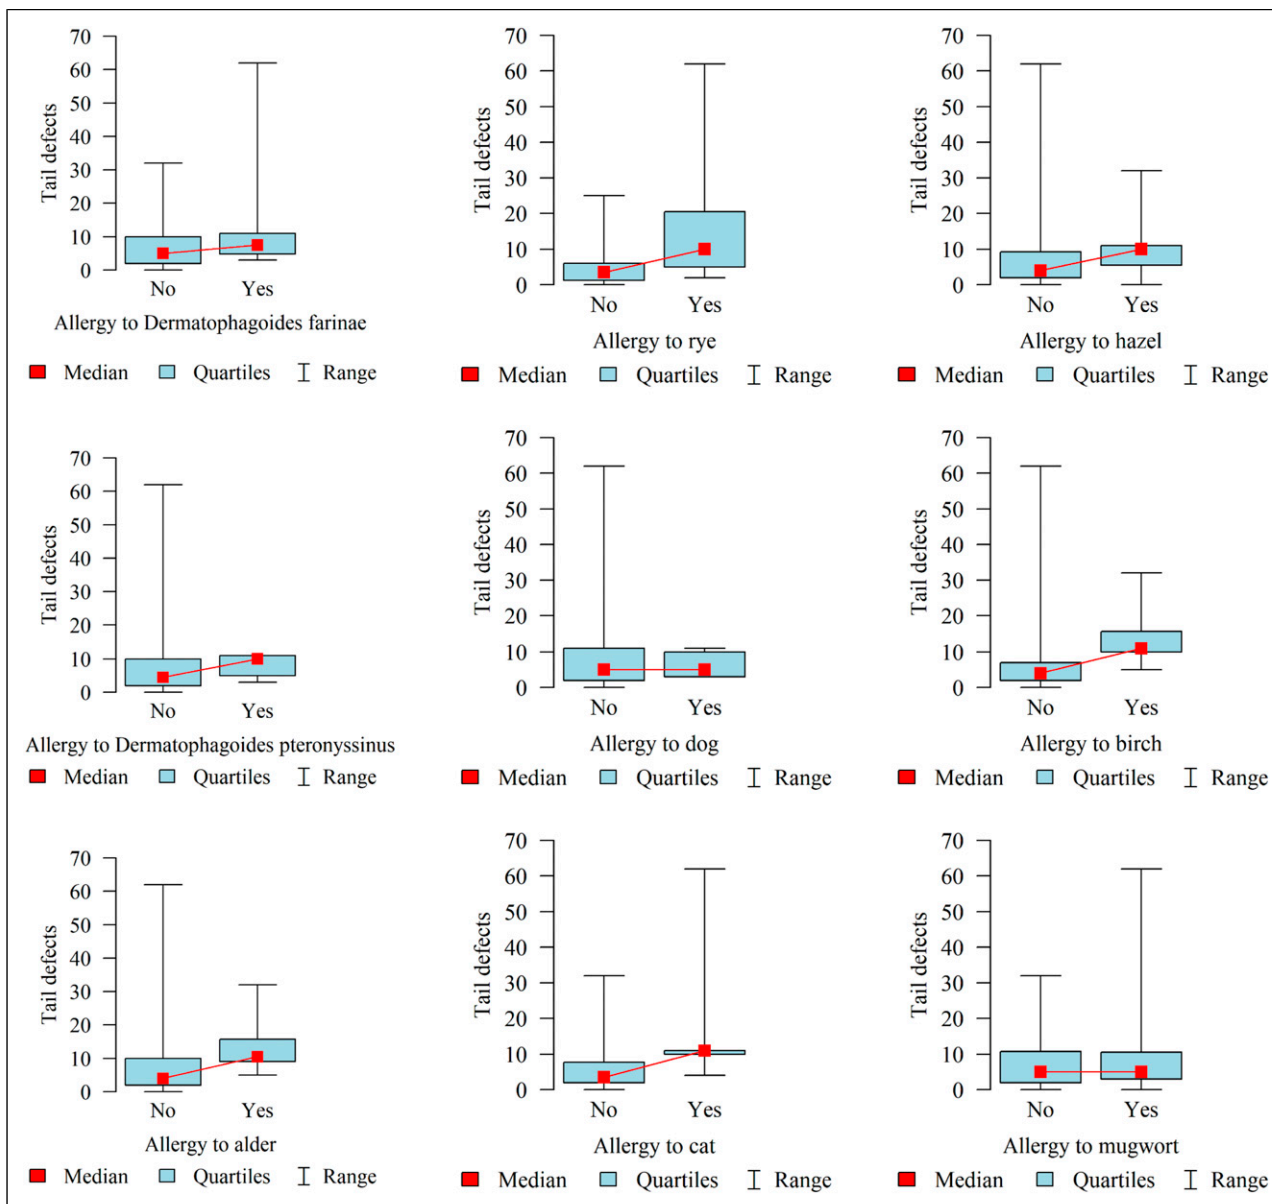 70
60
50
40
30
20
10
0
Tail defects
No Yes
Allergy to Dermatophagoides farinae
Median Quartiles Range
70
60
50
40
30
20
10
0
Tail defects
No Yes
Allergy to rye
Median Quartiles Range
70
60
50
40
30
20
10
0
Tail defects
No Yes
Allergy to hazel
Median Quartiles Range
70
60
50
40
30
20
10
0
Tail defects
No Yes
Allergy to Dermatophagoides pteronyssinus
Median Quartiles Range
70
60
50
40
30
20
10
0
Tail defects
No Yes
Allergy to dog
Median Quartiles Range
70
60
50
40
30
20
10
0
Tail defects
No Yes
Allergy to birch
Median Quartiles Range
70
60
50
40
30
20
10
0
Tail defects
No Yes
Allergy to alder
Median Quartiles Range
70
60
50
40
30
20
10
0
Tail defects
No Yes
Allergy to cat
Median Quartiles Range
70
60
50
40
30
20
10
0
Tail defects
No Yes
Allergy to mugwort
Median Quartiles Range